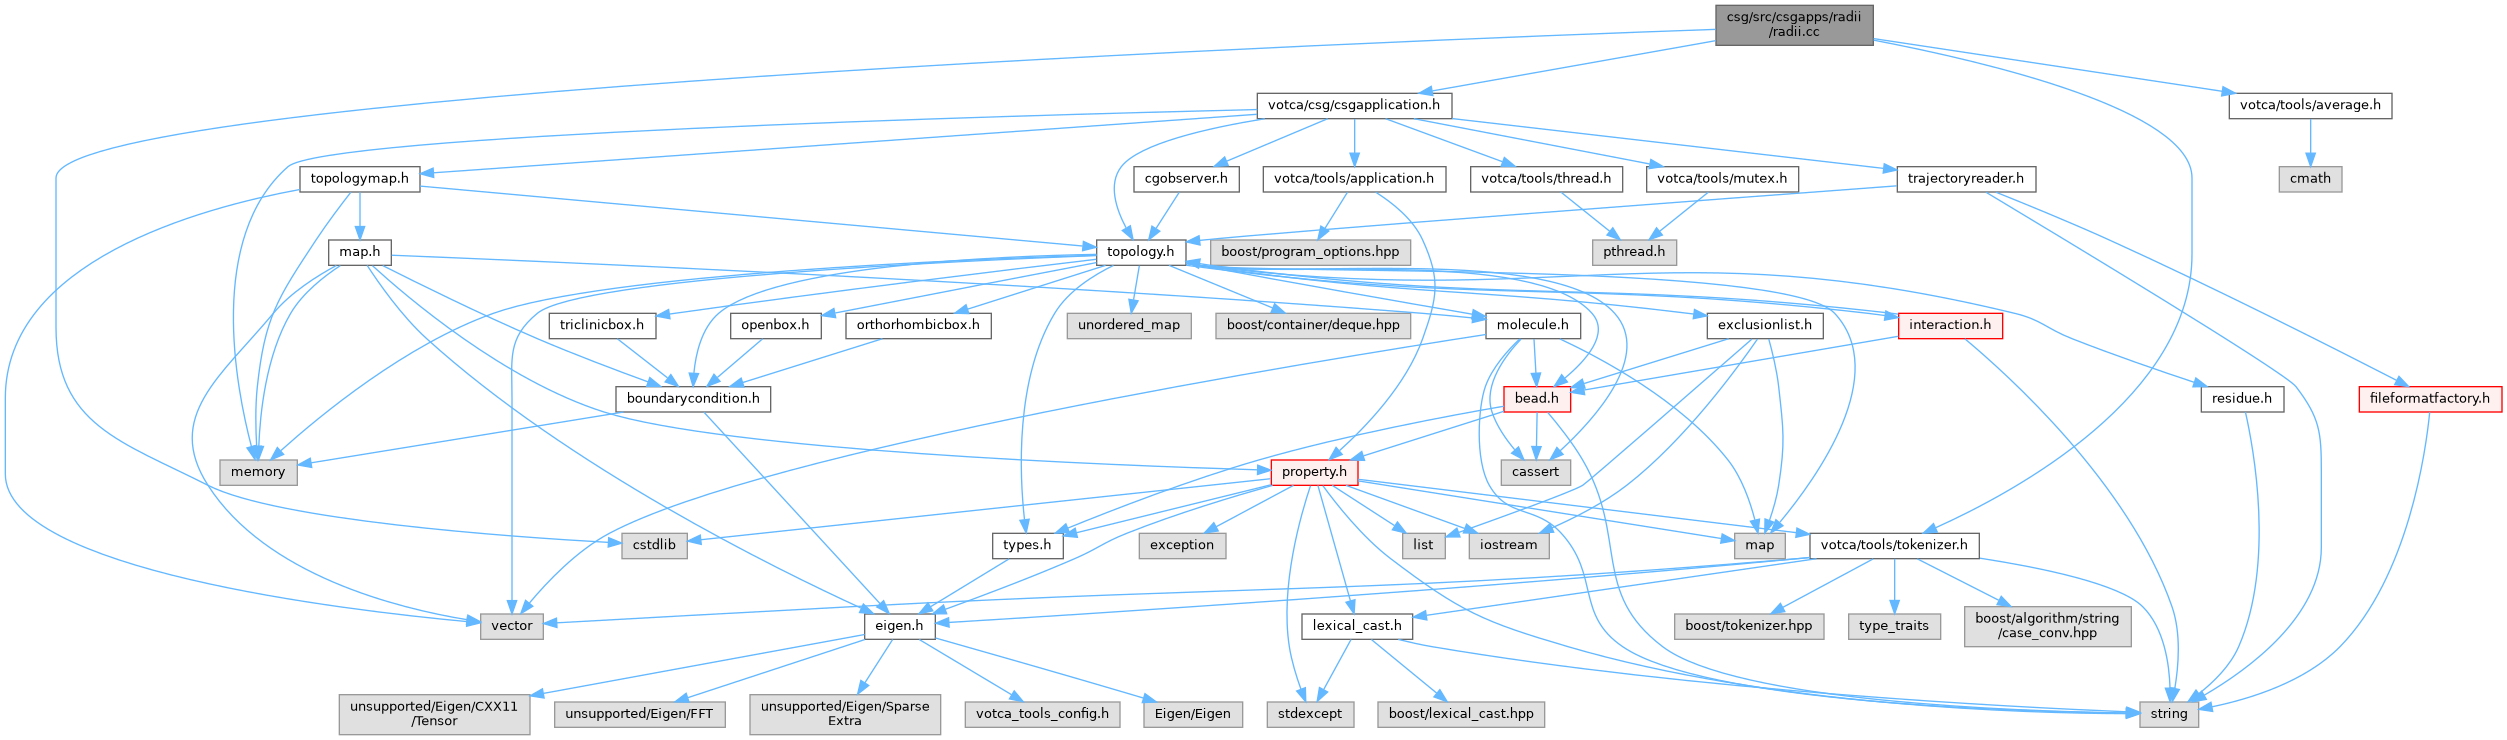 csg/src/csgapps/radii
/radii.cc
votca/csg/csgapplication.h
votca/tools/average.h
topologymap.h
cgobserver.h
votca/tools/application.h
votca/tools/thread.h
votca/tools/mutex.h
trajectoryreader.h
cmath
map.h
topology.h
boost/program_options.hpp
pthread.h
triclinicbox.h
openbox.h
orthorhombicbox.h
unordered_map
boost/container/deque.hpp
molecule.h
exclusionlist.h
interaction.h
boundarycondition.h
bead.h
residue.h
fileformatfactory.h
memory
property.h
cassert
cstdlib
types.h
exception
list
iostream
map
votca/tools/tokenizer.h
vector
eigen.h
lexical_cast.h
boost/tokenizer.hpp
type_traits
boost/algorithm/string
/case_conv.hpp
unsupported/Eigen/CXX11
/Tensor
unsupported/Eigen/FFT
unsupported/Eigen/Sparse
Extra
votca_tools_config.h
Eigen/Eigen
stdexcept
boost/lexical_cast.hpp
string